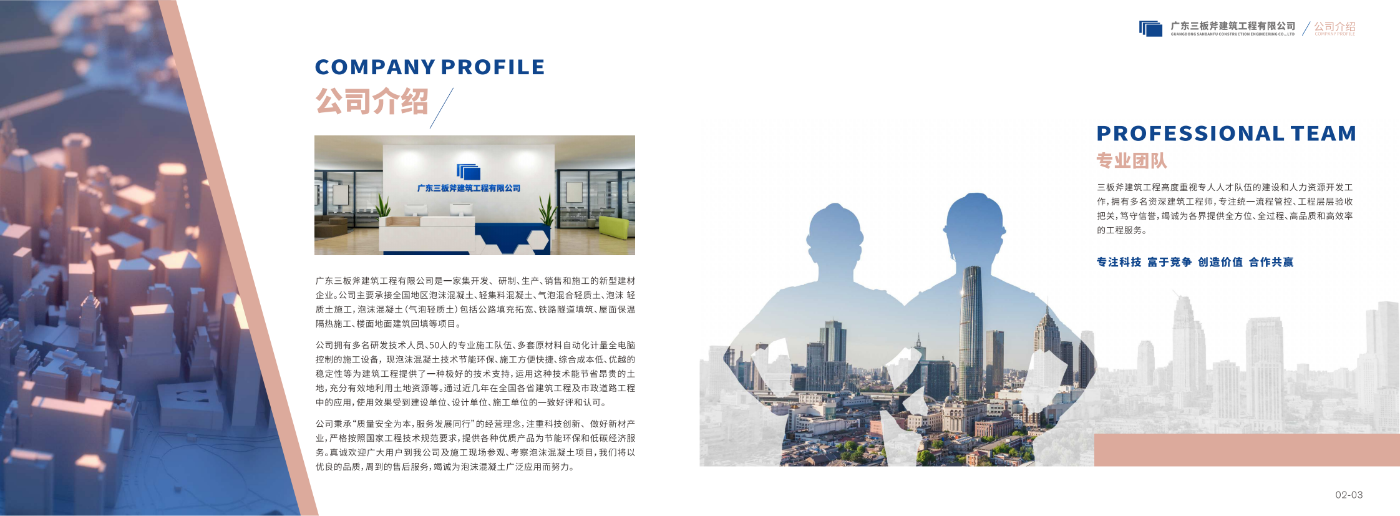 COMPANY PROFILE
公司介绍
广东三板斧建筑工程有限公司
广东三板斧建筑工程有限公司是一家集开发、研制、生产、销售和施工的新型建材
企业。公司主要承接全国地区泡沫混凝土、轻集料混凝土、气泡混合轻质土、泡沫 轻
质土施工，泡沫混凝土（气泡轻质土）包括公路填充拓宽、铁路隧道填筑、屋面保温
隔热施工、楼面地面建筑回填等项目。
公司拥有多名研发技术人员、50人的专业施工队伍、多套原材料自动化计量全电脑
控制的施工设备，现泡沫混凝土技术节能环保、施工方便快捷、综合成本低、优越的
稳定性等为建筑工程提供了一种极好的技术支持，运用这种技术能节省昂贵的土
地，充分有效地利用土地资源等。通过近几年在全国各省建筑工程及市政道路工程
中的应用，使用效果受到建设单位、设计单位、施工单位的一致好评和认可。
公司秉承“质量安全为本，服务发展同行”的经营理念，注重科技创新、做好新材产
业，严格按照国家工程技术规范要求，提供各种优质产品为节能环保和低碳经济服
务。真诚欢迎广大用户到我公司及施工现场参观、考察泡沫混凝土项目，我们将以
优良的品质，周到的售后服务，竭诚为泡沫混凝土广泛应用而努力。
广东三板斧建筑工程有限公司
GUANGDONG SANBANFU CONSTRUCTION ENGINEERING CO.,LTD
公司介绍
COMPANY PROFILE
PROFESSIONAL TEAM
专业团队
三板斧建筑工程高度重视专人人才队伍的建设和人力资源开发工
作，拥有多名资深建筑工程师，专注统一流程管控、工程层层验收
把关，笃守信誉，竭诚为各界提供全方位、全过程、高品质和高效率
的工程服务。
专注科技 富于竞争 创造价值 合作共赢
02-03